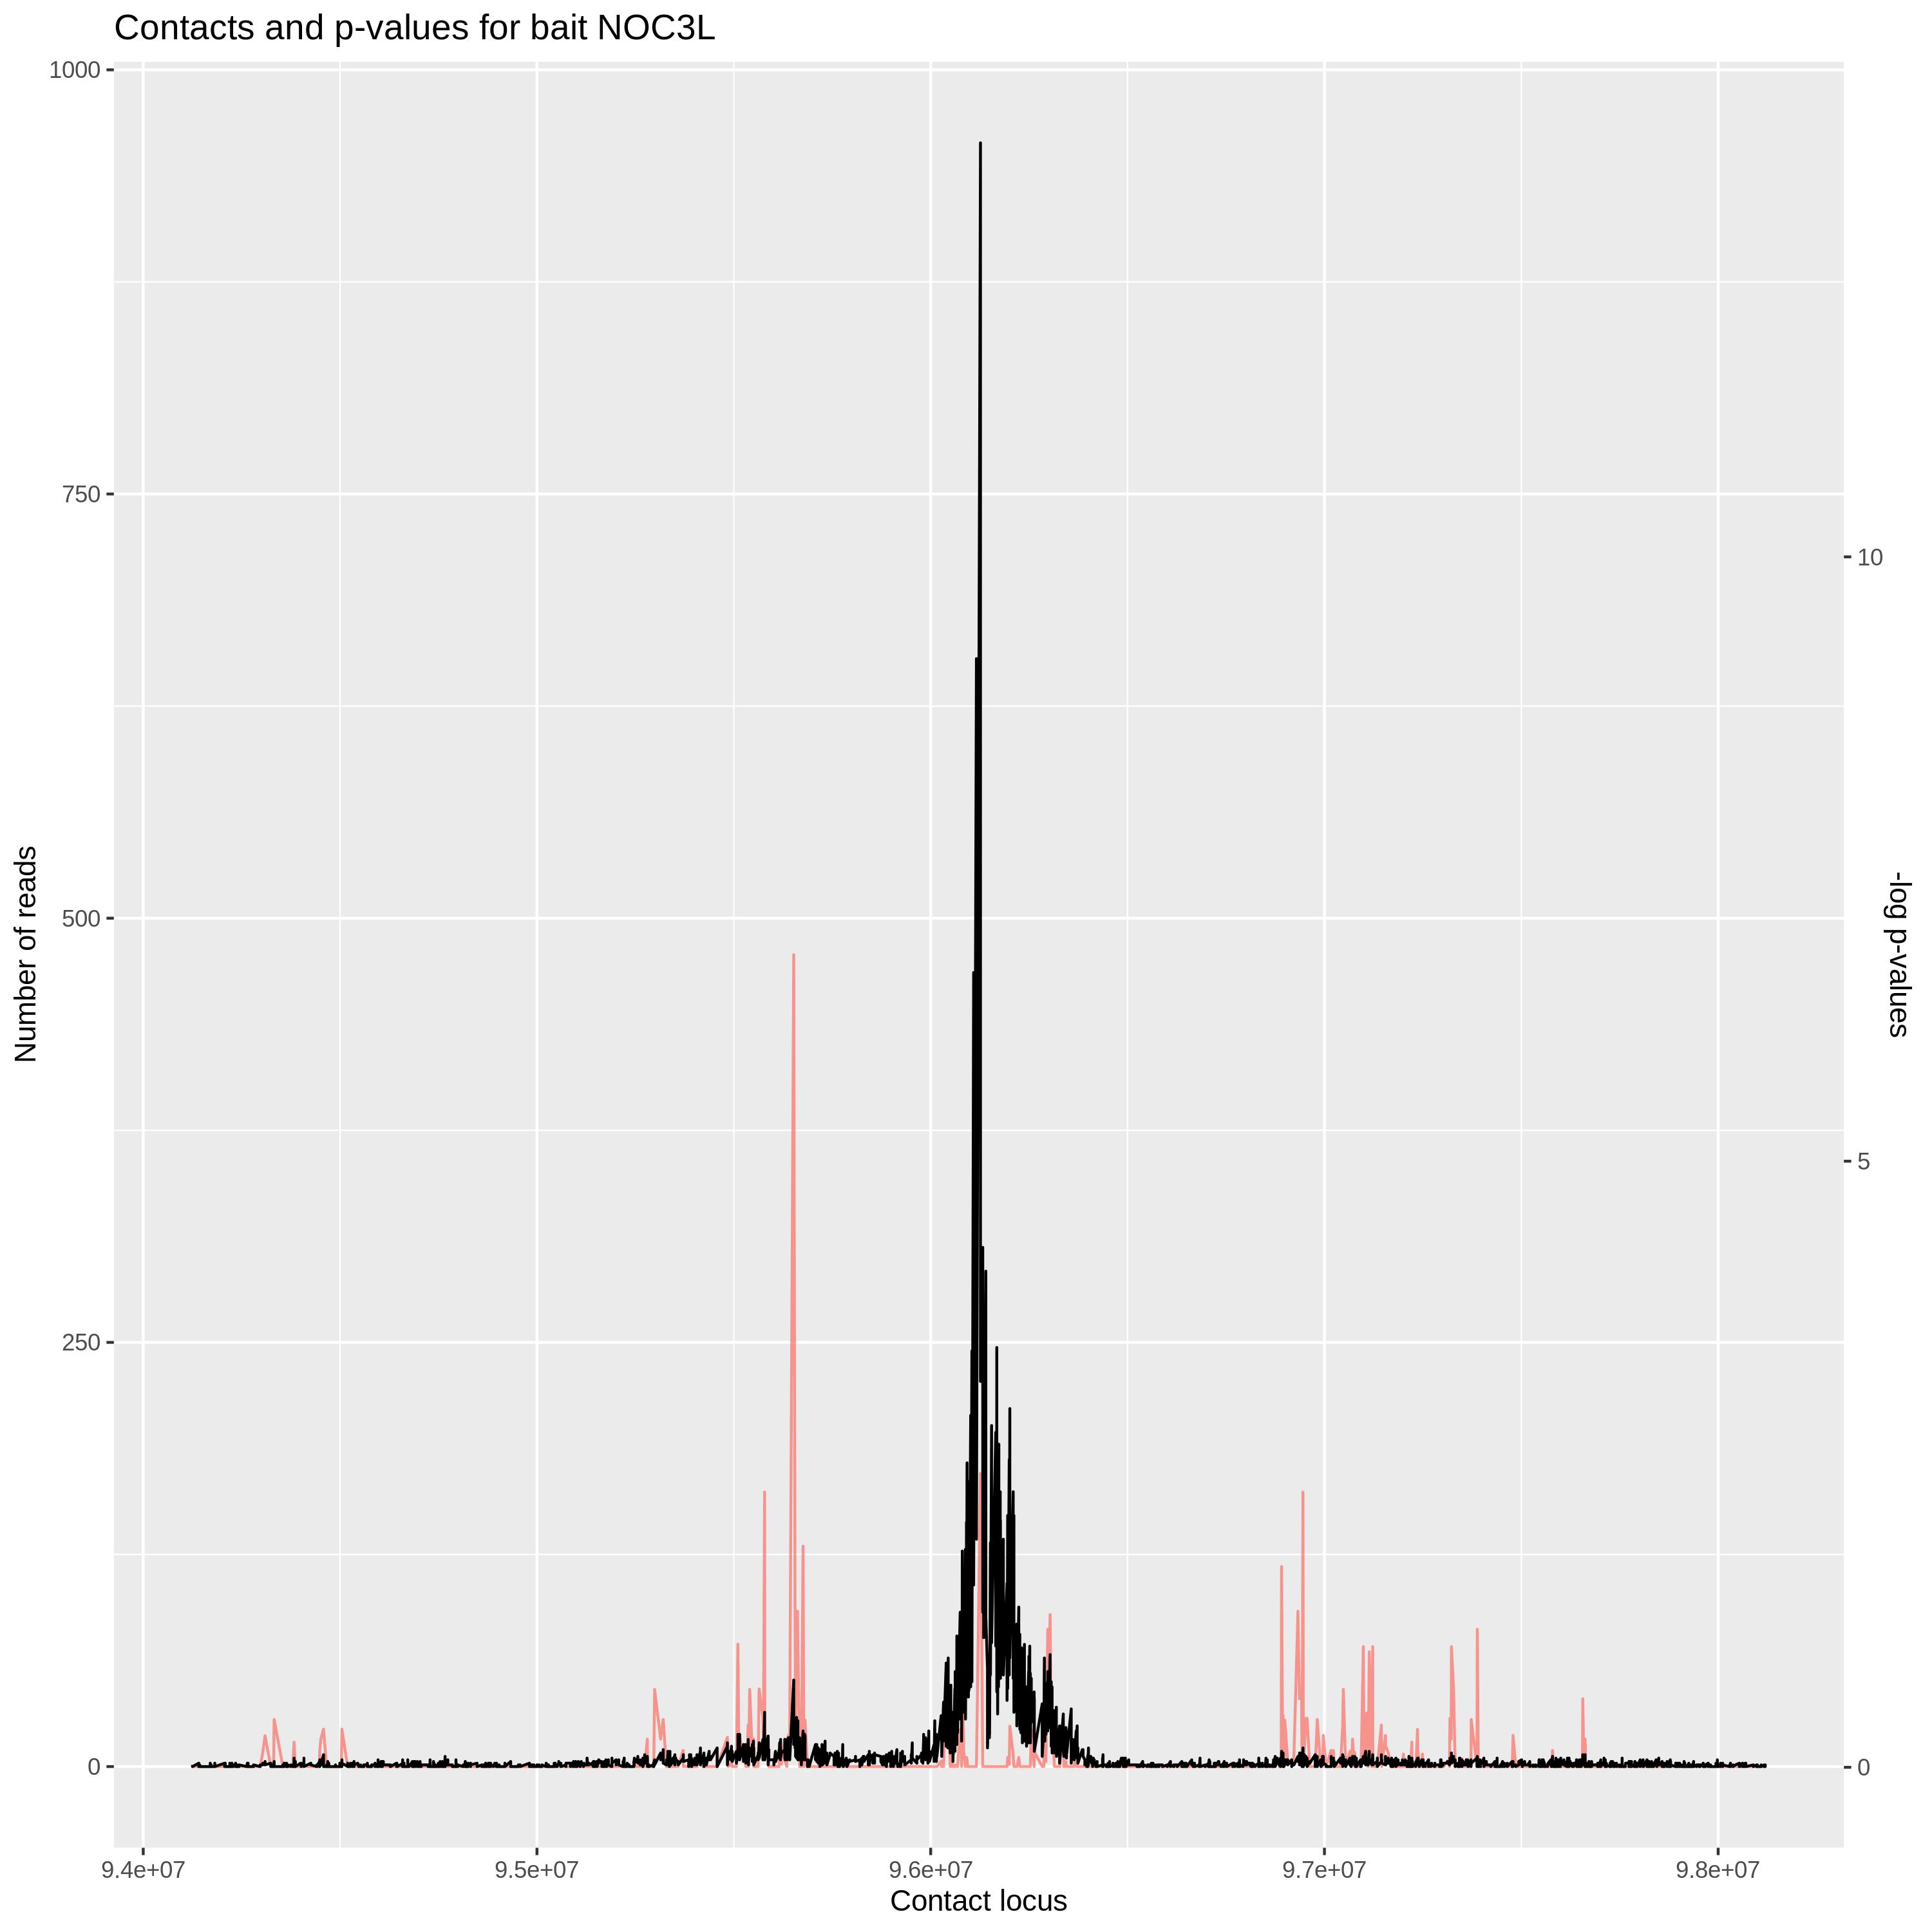 Contacts and p-values for bait NOC3L
1000
750
500
250
0
Number of reads
10
5
0
-log p-values
9.4e+07
9.5e+07
9.6e+07
9.7e+07
9.8e+07
Contact locus